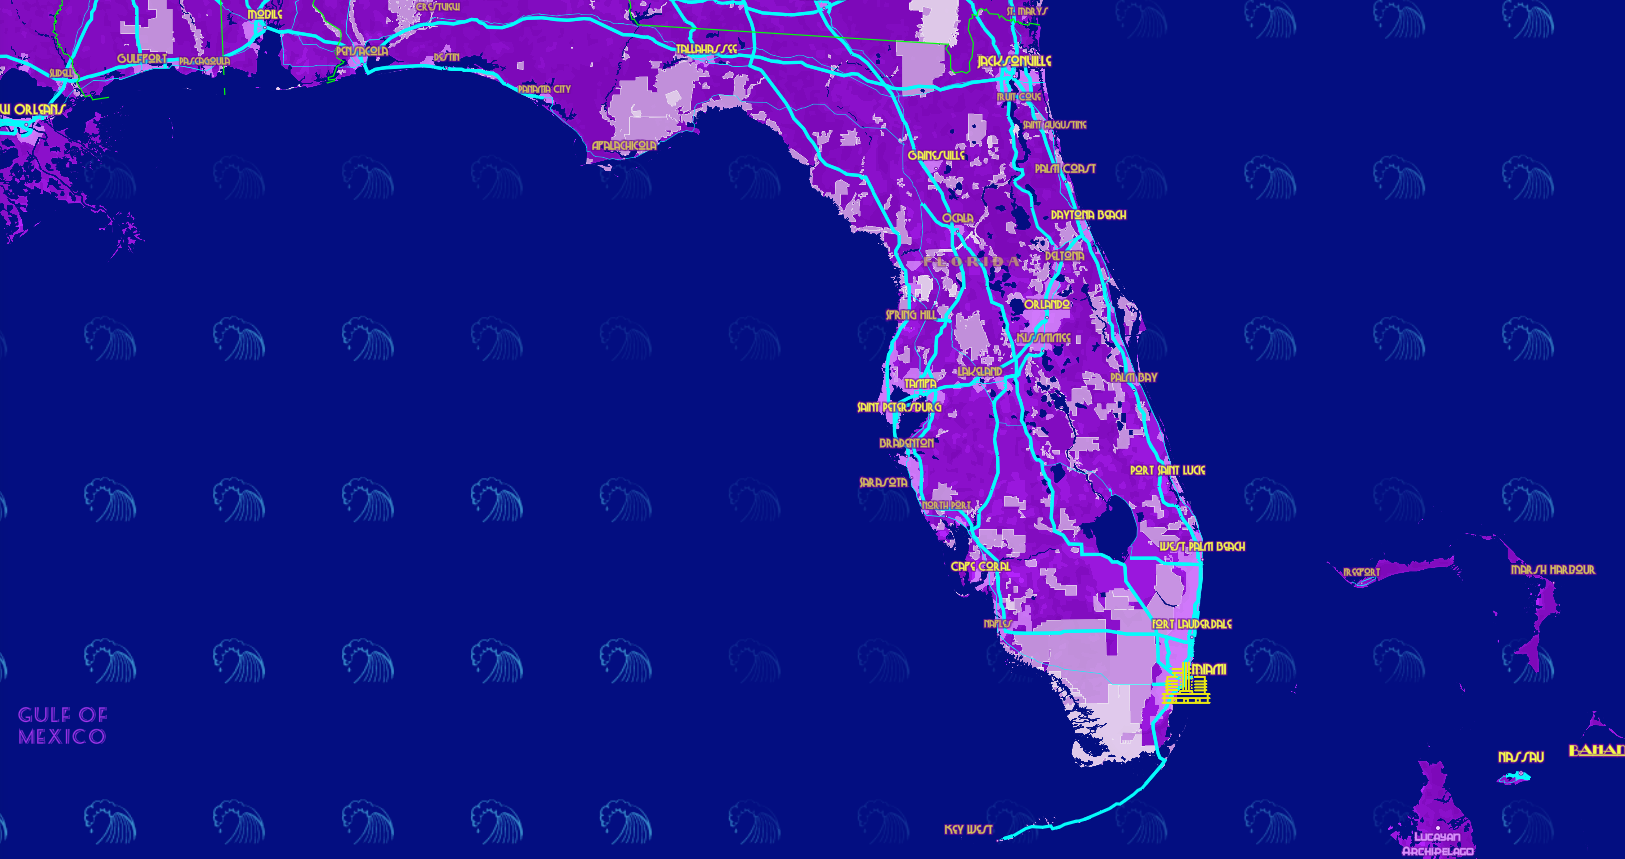 ST. MARYS
CRESTVIEW
MOBILE
TALLAHASSEE
PENSACOLA
GULFPORT
PASCAGOULA
DESTIN
JACKSONVILLE
SLIDELL
PANAMA CITY
FRUIT COVE
W ORLEANS
SAINT AUGUSTINE
APALACHICOLA
GAINESVILLE
PALM COAST
DAYTONA BEACH
OCALA
DELTONA
FLORIDA
ORLANDO
SPRING HILL
KISSIMMEE
LAKELAND
PALM BAY
TAMPA
SAINT PETERSBURG
BRADENTON
PORT SAINT LUCIE
SARASOTA
NORTH PORT
WEST PALM BEACH
CAPE CORAL
FREEPORT
MARSH HARBOUR
NAPLES
FORT LAUDERDALE
MIAMI
GULF OF
MEXICO
BAHA
NASSAU
KEY WEST
LUCAYAN
ARCHIPELAGO